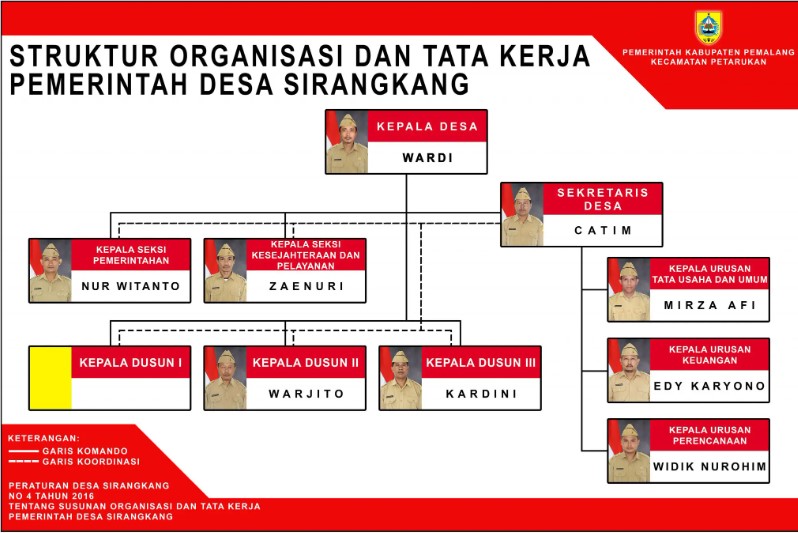 STRUKTUR ORGANISASI DAN TATA KERJA
PEMERINTAH DESA SIRANGKANG
PEMERINTAH KABUPATEN PEMALANG
KECAMATAN PETARUKAN
KEPALA DESA
WARDI
SEKRETARIS
DESA
CATIM
KEPALA SEKSI
PEMERINTAHAN
NUR WITANTO
KEPALA SEKSI
KESEJAHTERAAN DAN
PELAYANAN
ZAENURI
KEPALA URUSAN
TATA USAHA DAN UMUM
MIRZA AFI
KEPALA DUSUN I
KEPALA DUSUN II
WARJITO
KEPALA DUSUN III
KARDINI
KEPALA URUSAN
KEUANGAN
EDY KARYONO
KEPALA URUSAN
PERENCANAAN
WIDIK NUROHIM
KETERANGAN:
GARIS KOMANDO
GARIS KOORDINASI
PERATURAN DESA SIRANGKANG
NO 4 TAHUN 2016
TENTANG SUSUNAN ORGANISASI DAN TATA KERJA
PEMERINTAH DESA SIRANGKANG